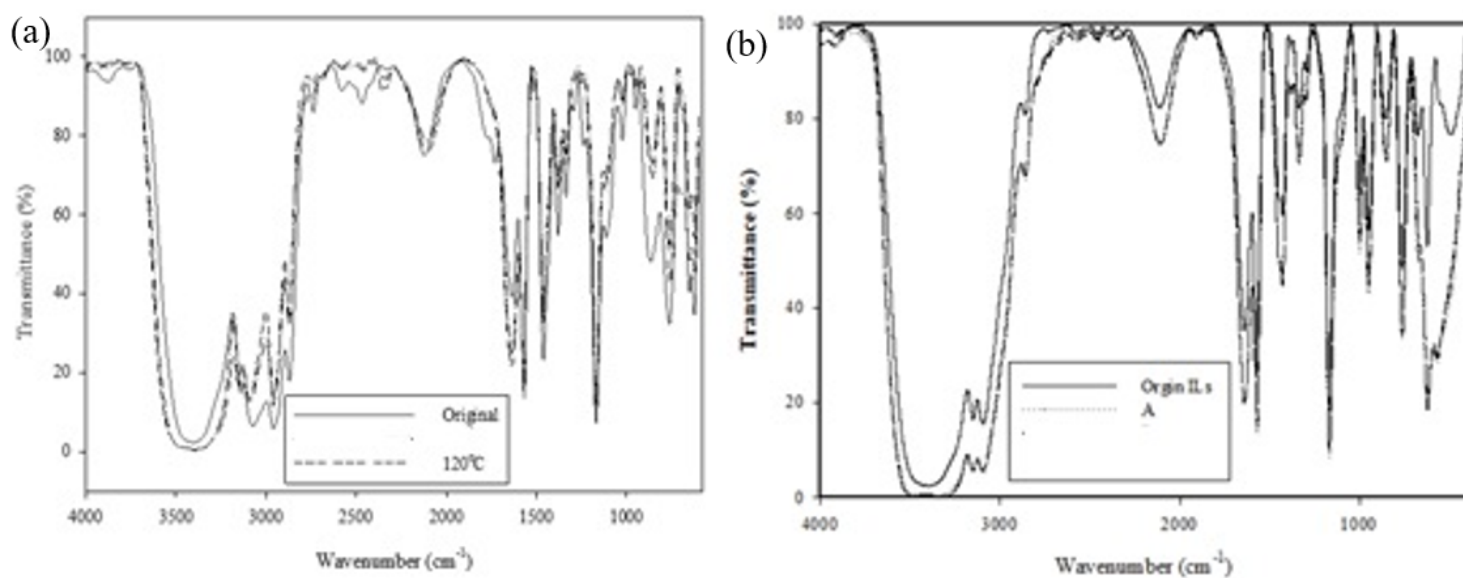 (a)
100
80
60
40
20
0
Transmittance (%)
Original
120⁰C
4000 3500 3000 2500 2000 1500 1000
Wavenumber (cm⁻¹)
(b)
100
80
60
40
20
0
Transmittance (%)
Orgin ILs
A
4000 3000 2000 1000
Wavenumber (cm⁻¹)